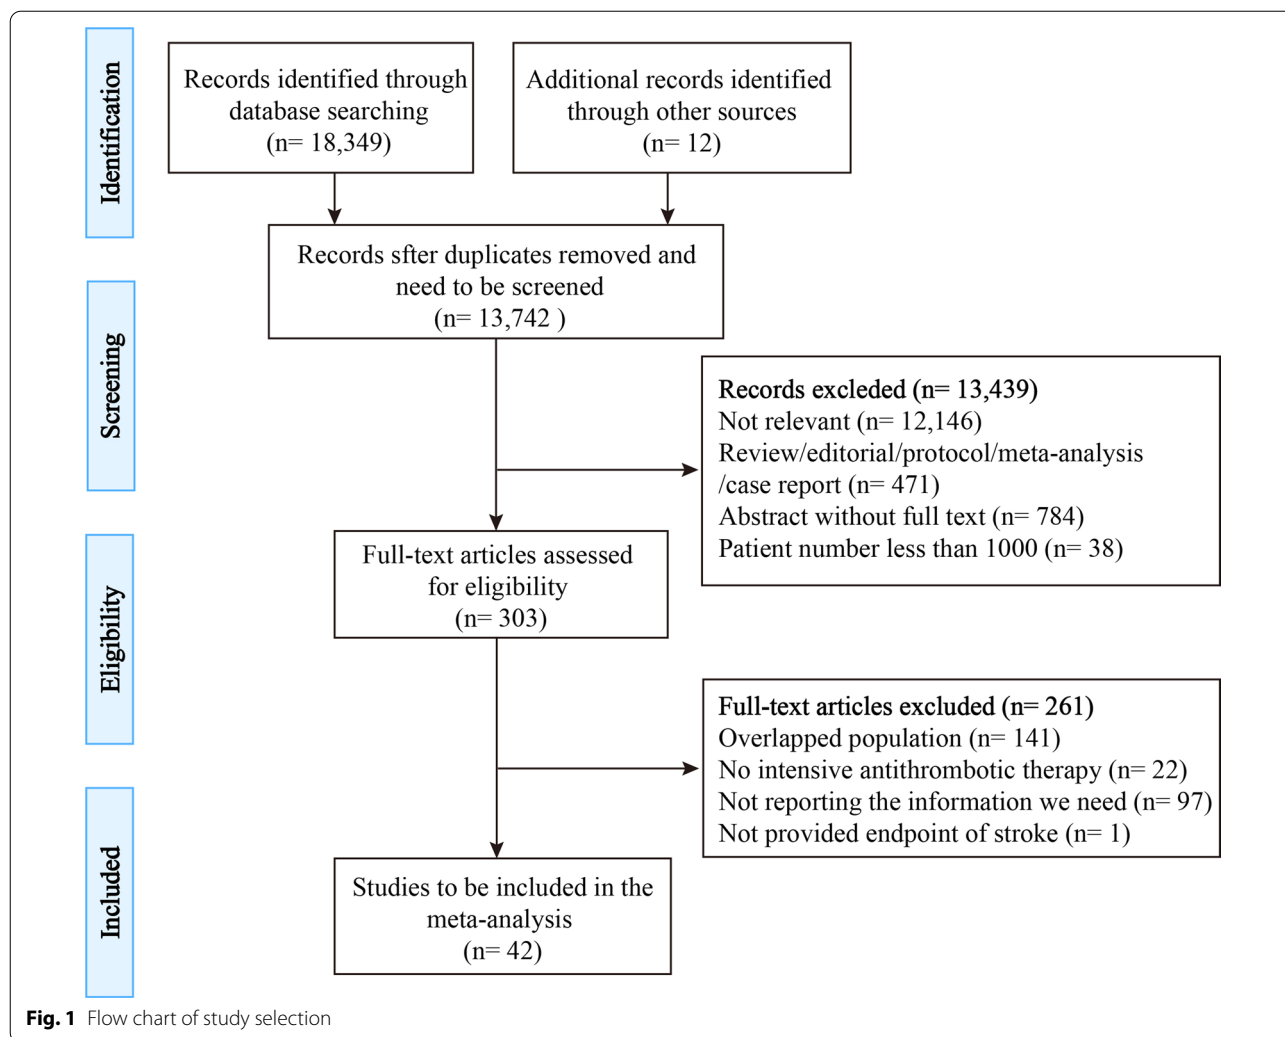 Identification
Records identified through
database searching
(n= 18,349)
Additional records identified
through other sources
(n= 12)
Records sfter duplicates removed and
need to be screened
(n= 13,742 )
Screening
Records excleded (n= 13,439)
Not relevant (n= 12,146)
Review/editorial/protocol/meta-analysis
/case report (n= 471)
Abstract without full text (n= 784)
Patient number less than 1000 (n= 38)
Eligibility
Full-text articles assessed
for eligibility
(n= 303)
Full-text articles excluded (n= 261)
Overlapped population (n= 141)
No intensive antithrombotic therapy (n= 22)
Not reporting the information we need (n= 97)
Not provided endpoint of stroke (n= 1)
Included
Studies to be included in the
meta-analysis
(n= 42)
Fig. 1 Flow chart of study selection